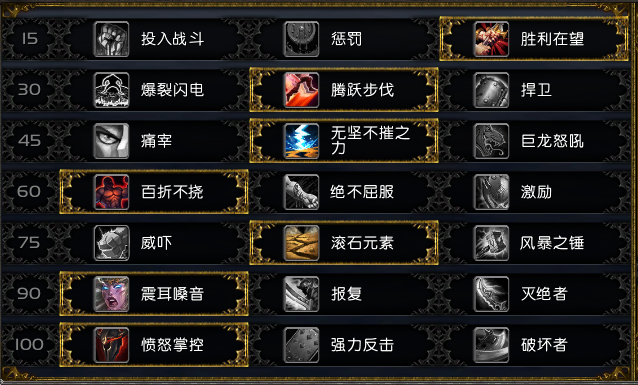 15 投入战斗 惩罚 胜利在望
30 爆裂闪电 腾跃步伐 捍卫
45 痛宰 无坚不摧之力 巨龙怒吼
60 百折不挠 绝不屈服 激励
75 威吓 滚石元素 风暴之锤
90 震耳嗓音 报复 灭绝者
100 愤怒掌控 强力反击 破坏者